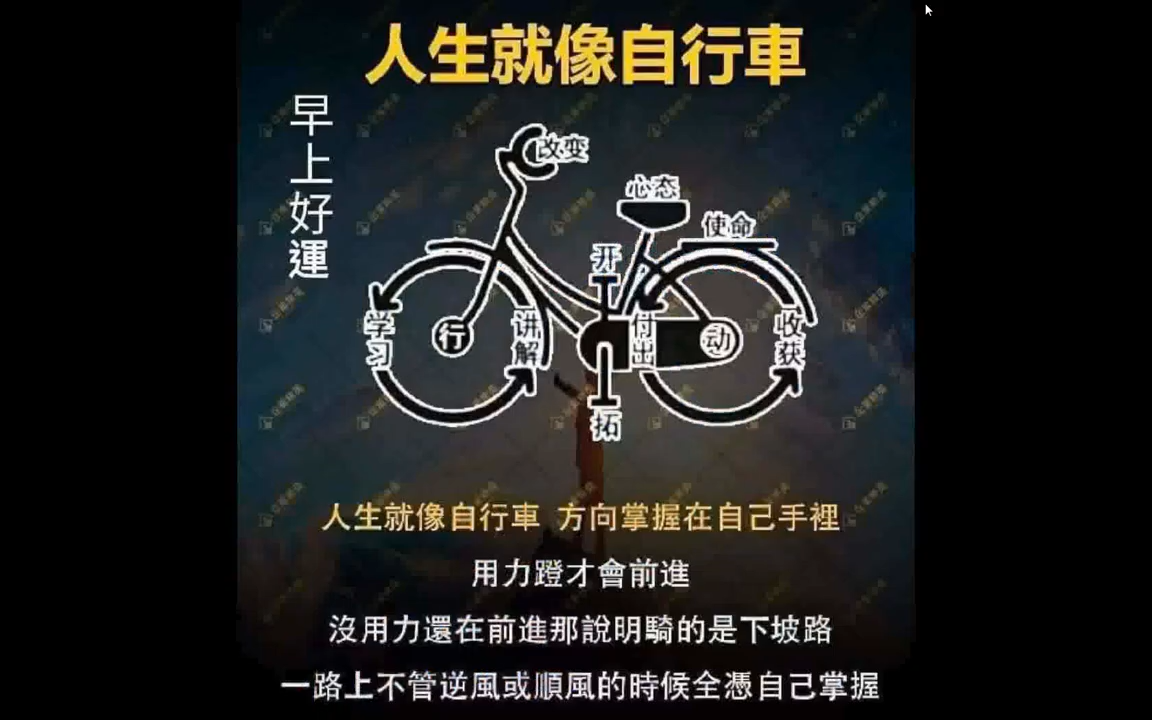 人生就像自行車
早上好運
改变
心态
使命
开
学习
行
讲解
付出
动
收获
拓
人生就像自行車 方向掌握在自己手裡
用力蹬才會前進
沒用力還在前進那說明騎的是下坡路
一路上不管逆風或順風的時候全憑自己掌握